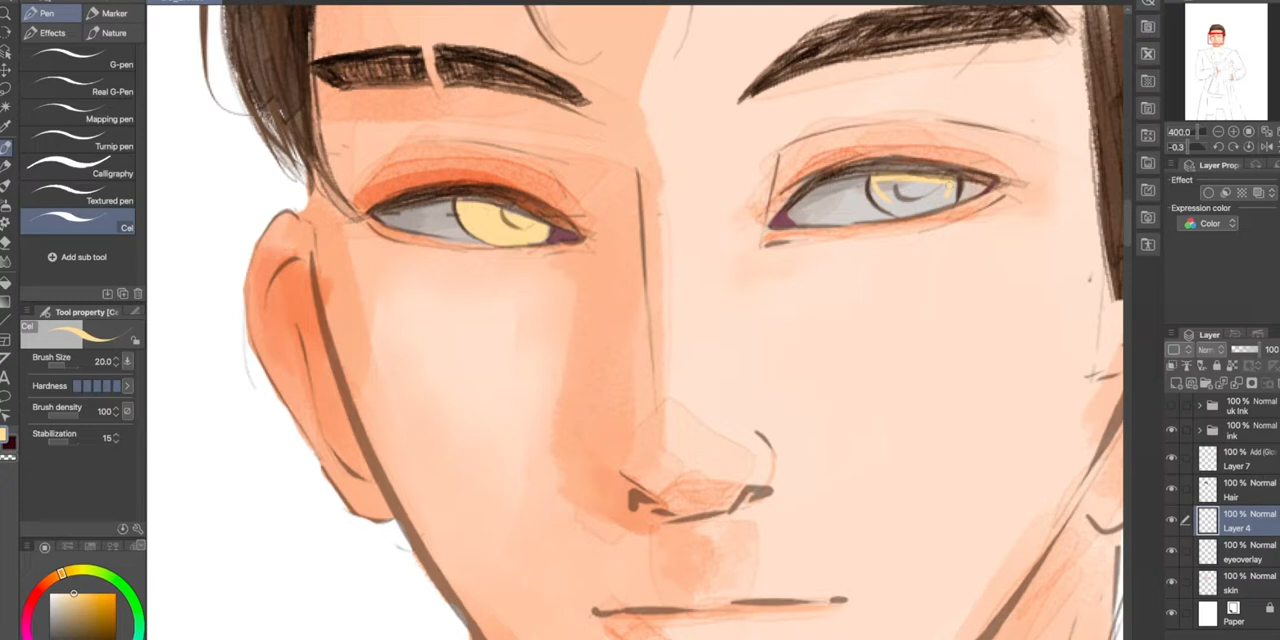 Pen
Marker
Effects
Nature
G-pen
Real G-Pen
Mapping pen
Turnip pen
Calligraphy
Textured pen
Cel
Add sub tool
Tool property [Ce
Cel
Brush Size
20.0
Hardness
Brush density
100
Stabilization
15
400.0
-0.3
Layer Prop
Effect
Expression color
Color
Layer
Norm
100
100 % Normal
uk Ink
100 % Normal
ink
100 % Add (Glo
Layer 7
100 % Normal
Hair
100 % Normal
Layer 4
100 % Normal
eyeoverlay
100 % Normal
skin
Paper